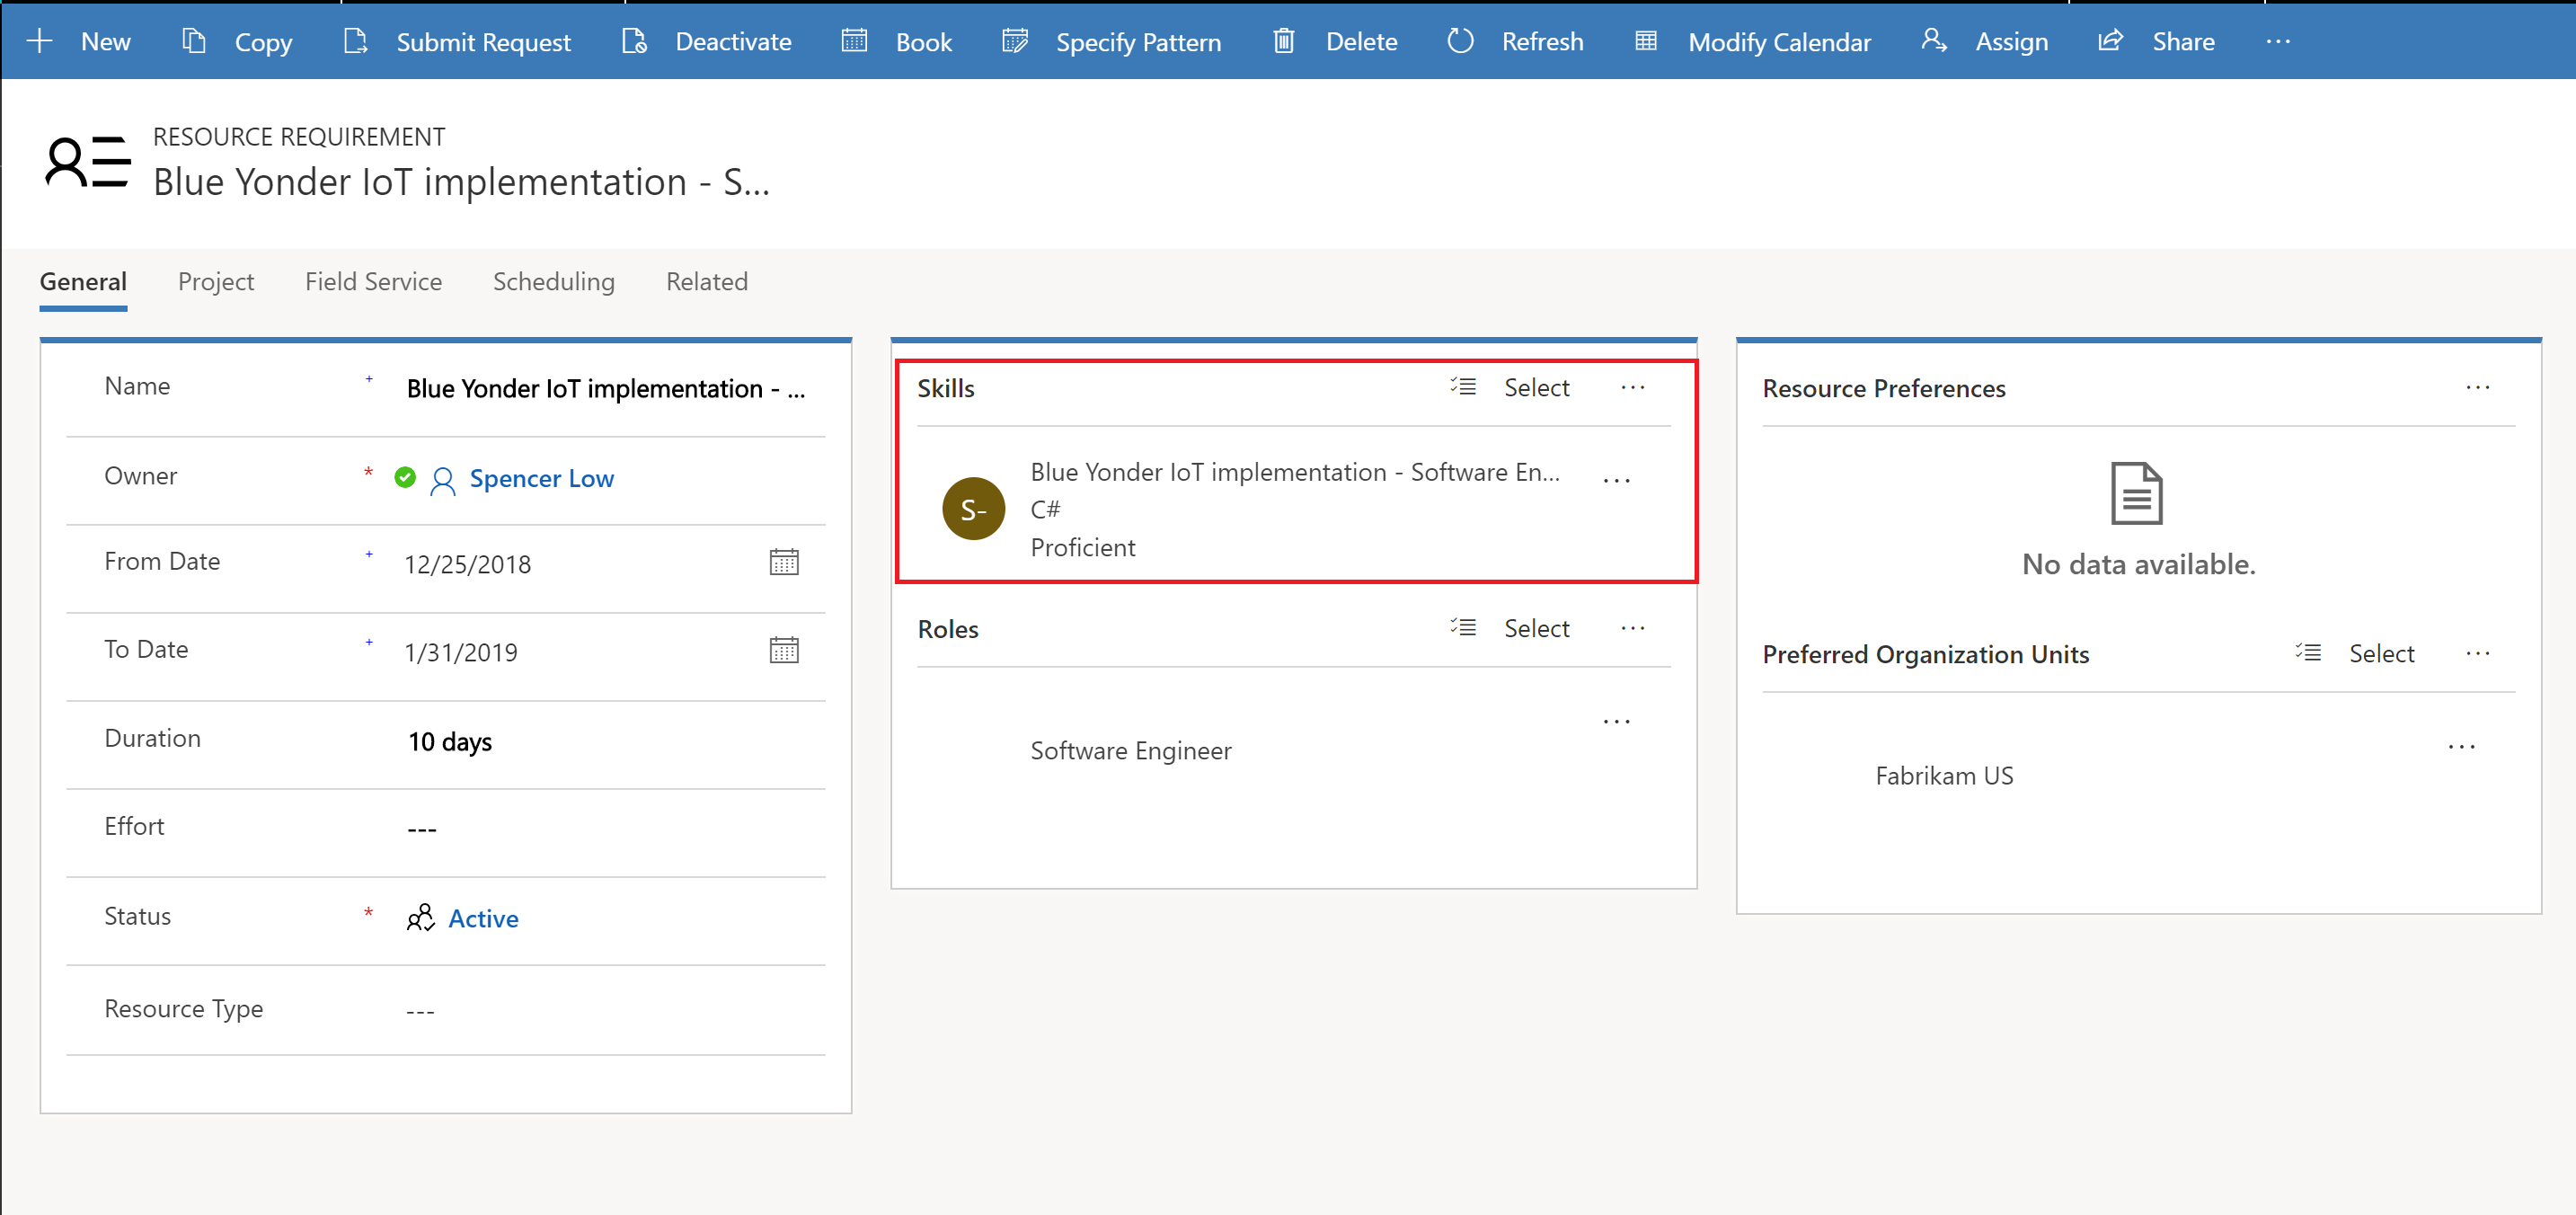 New Copy Submit Request Deactivate Book Specify Pattern Delete Refresh Modify Calendar Assign Share ...
RESOURCE REQUIREMENT
Blue Yonder IoT implementation - S...
General Project Field Service Scheduling Related
Name + Blue Yonder IoT implementation - ...
Owner * Spencer Low
From Date + 12/25/2018
To Date + 1/31/2019
Duration 10 days
Effort ---
Status * Active
Resource Type ---
Skills Select ...
S-
Blue Yonder IoT implementation - Software En... ...
C#
Proficient
Roles Select ...
...
Software Engineer
Resource Preferences ...
No data available.
Preferred Organization Units Select ...
...
Fabrikam US